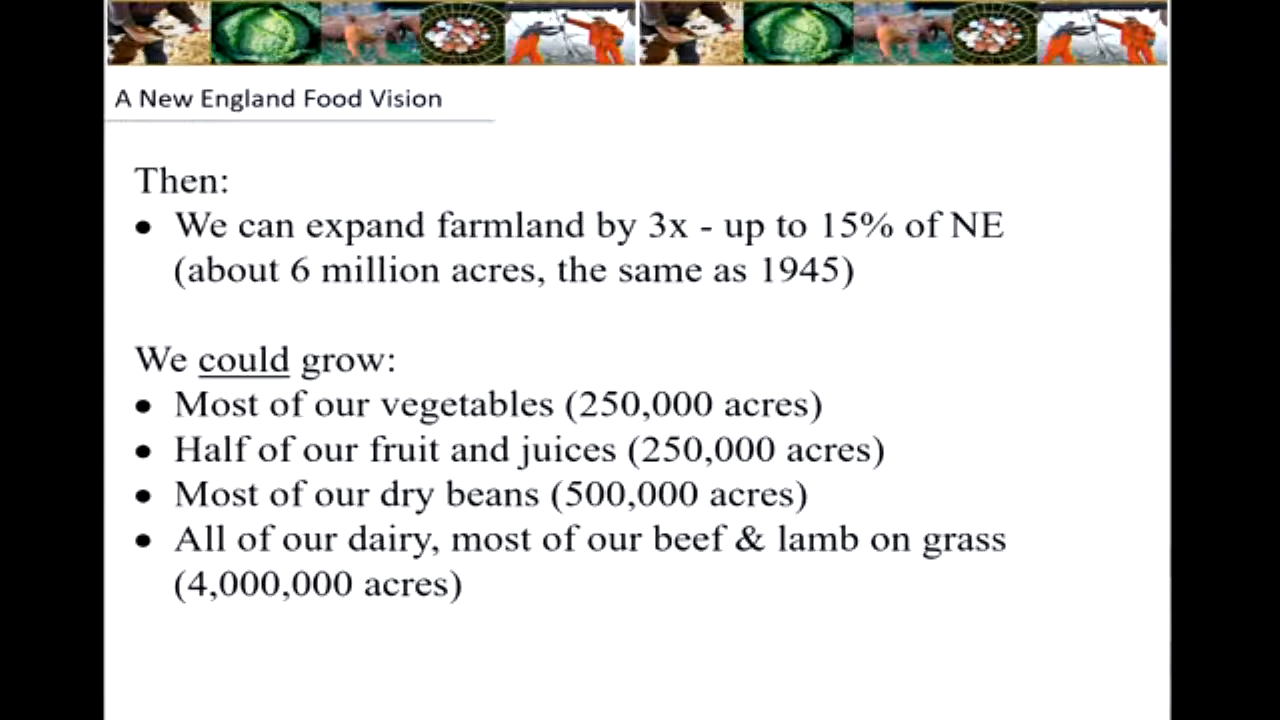 A New England Food Vision
Then:
• We can expand farmland by 3x - up to 15% of NE
(about 6 million acres, the same as 1945)
We could grow:
• Most of our vegetables (250,000 acres)
• Half of our fruit and juices (250,000 acres)
• Most of our dry beans (500,000 acres)
• All of our dairy, most of our beef & lamb on grass
(4,000,000 acres)